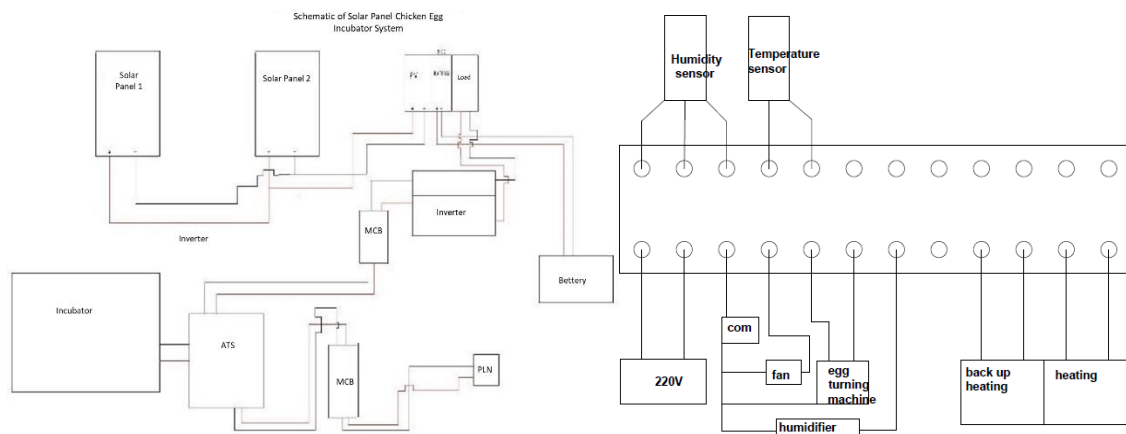 Schematic of Solar Panel Chicken Egg
Incubator System
Solar
Panel 1
Solar Panel 2
PV
Load
Inverter
MCB
Inverter
Bettery
Incubator
ATS
MCB
PLN
Humidity
sensor
Temperature
sensor
220V
com
fan
egg
turning
machine
humidifier
back up
heating
heating